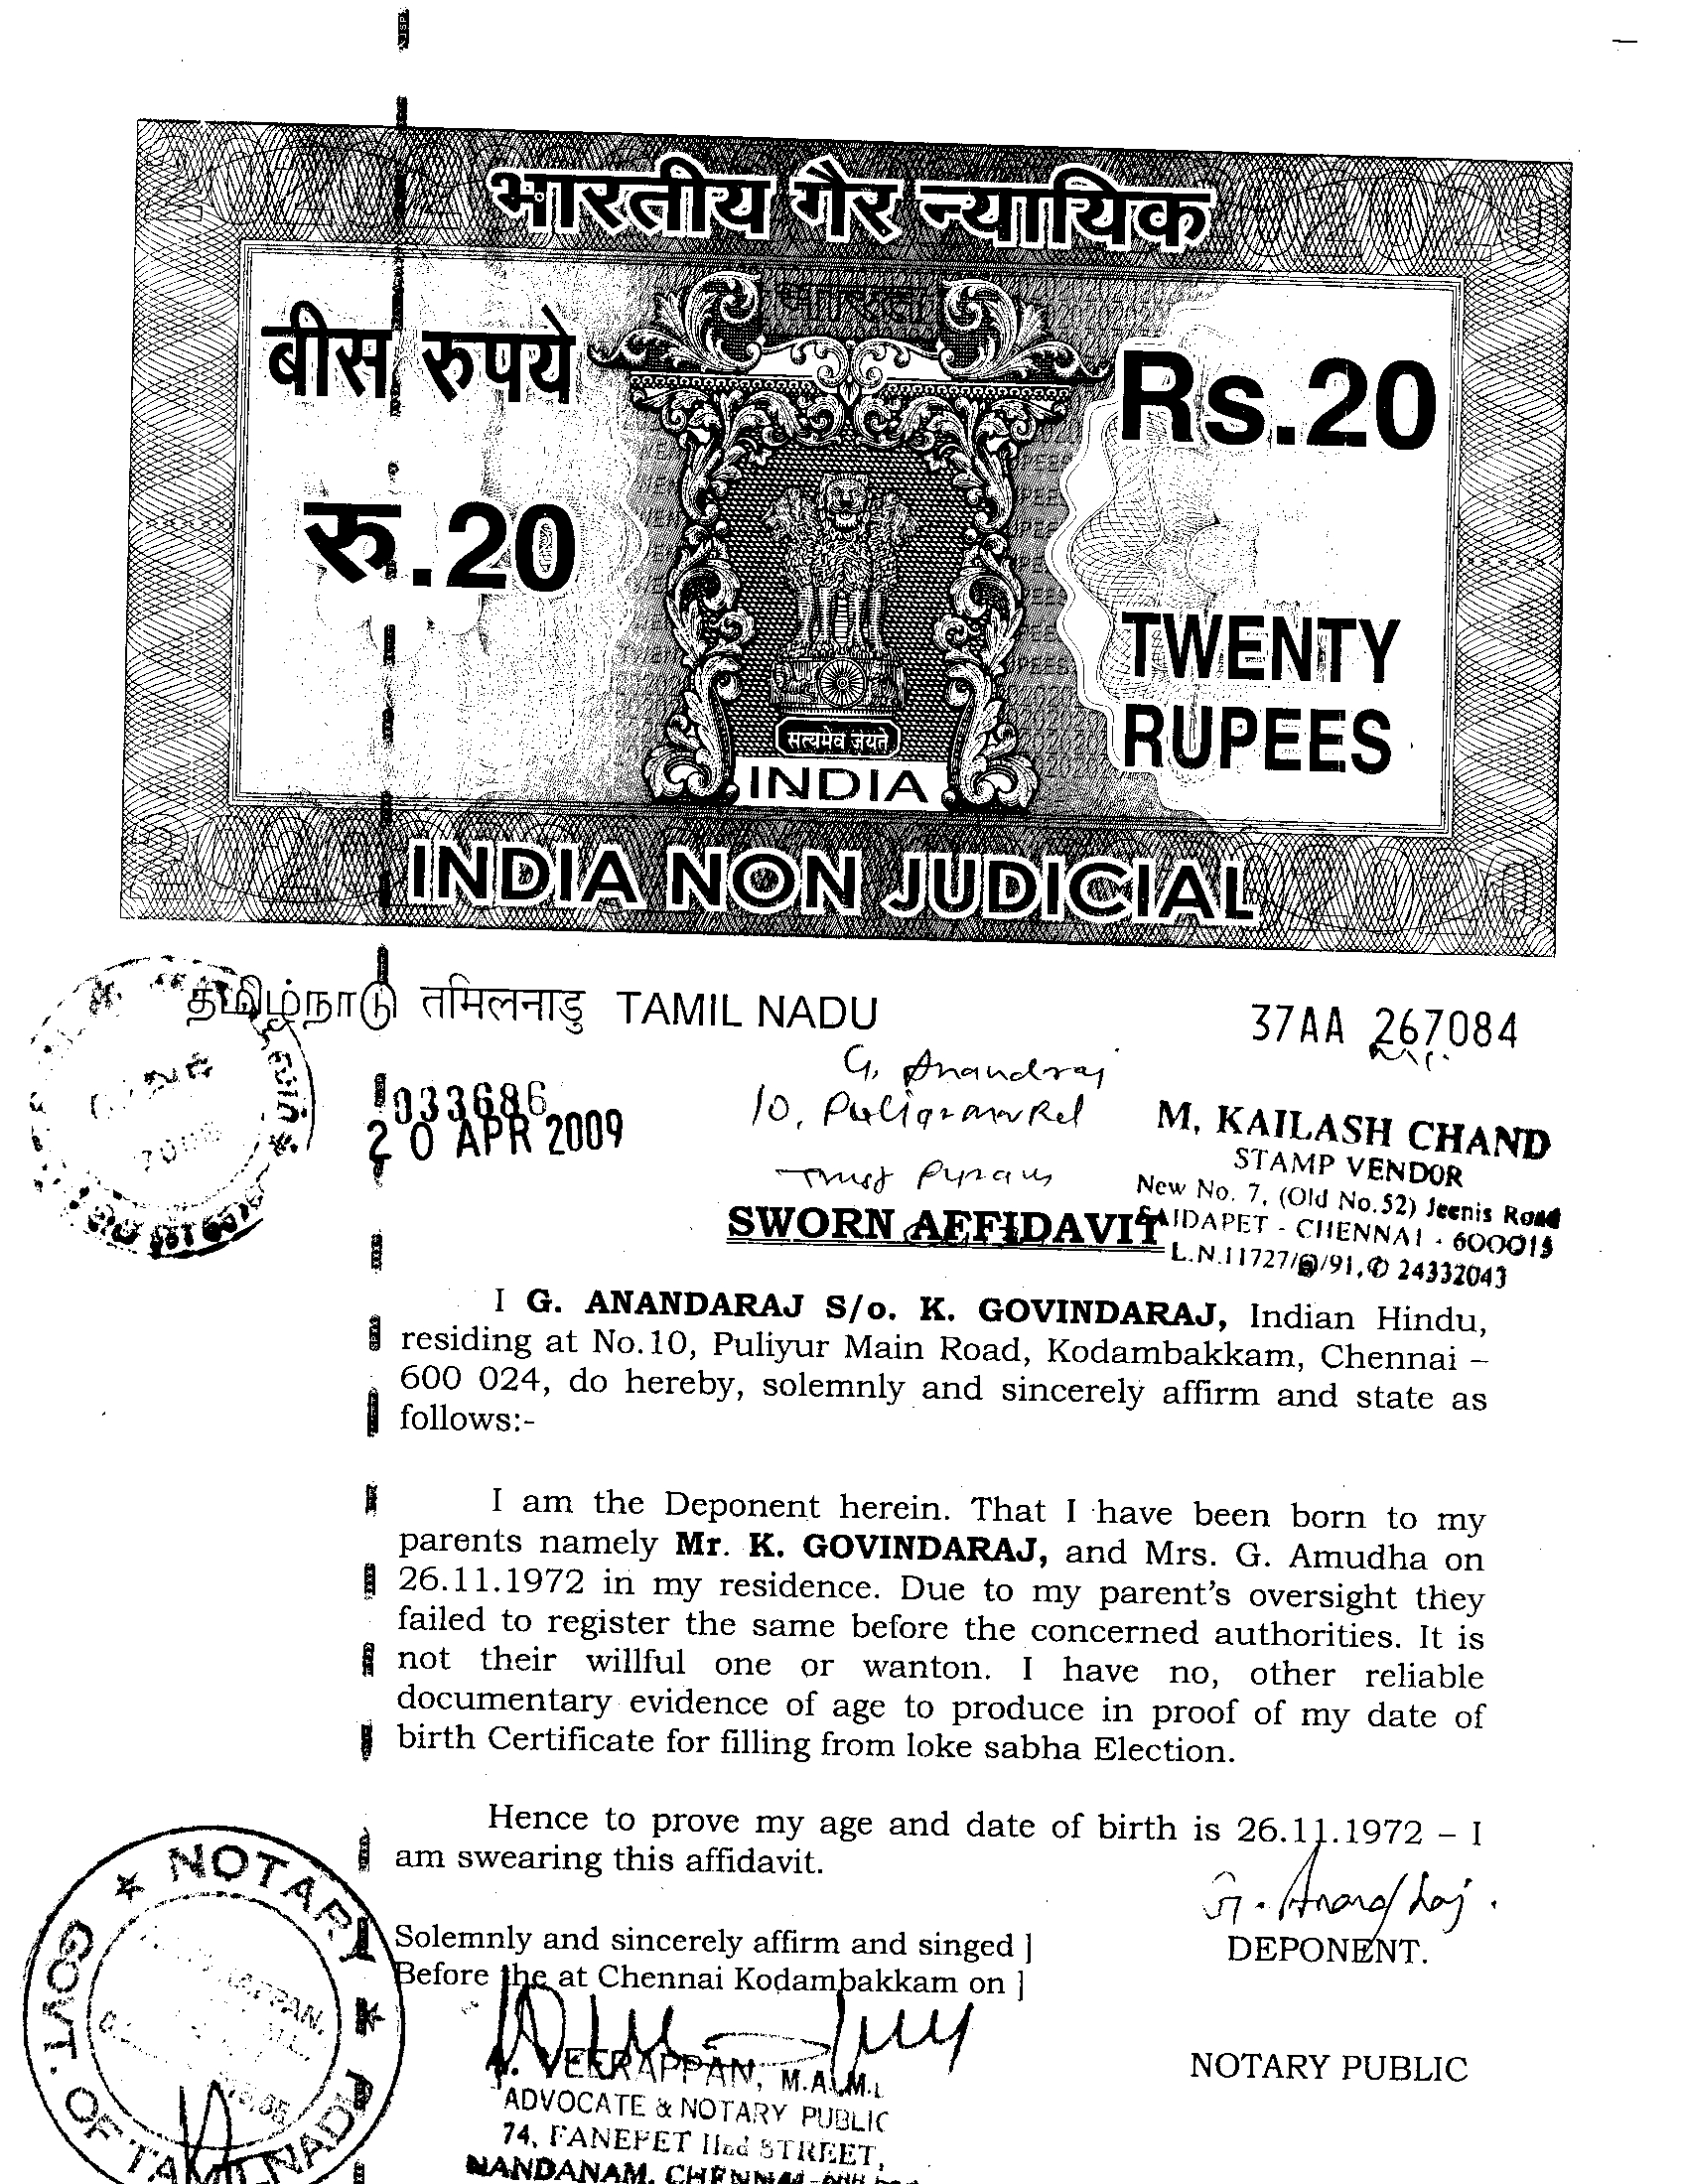 भारतीय गैर न्यायिक
भारत
बीस रुपये
Rs.20
रु.20
TWENTY
RUPEES
सत्यमेव जयते
INDIA
INDIA NON JUDICIAL
தமிழ்நாடு तमिलनाडु TAMIL NADU
37AA 267084
033686
20 APR 2009
G. Anandraj
10,
Trust
M. KAILASH CHAND
STAMP VENDOR
New No. 7, (Old No.52) Jeenis Road
SAIDAPET - CHENNAI - 600015
L.N.11727/ /91, ✆ 24332043
SWORN AFFIDAVIT
I G. ANANDARAJ S/o. K. GOVINDARAJ, Indian Hindu,
residing at No.10, Puliyur Main Road, Kodambakkam, Chennai –
600 024, do hereby, solemnly and sincerely affirm and state as
follows:-
I am the Deponent herein. That I have been born to my
parents namely Mr. K. GOVINDARAJ, and Mrs. G. Amudha on
26.11.1972 in my residence. Due to my parent's oversight they
failed to register the same before the concerned authorities. It is
not their willful one or wanton. I have no, other reliable
documentary evidence of age to produce in proof of my date of
birth Certificate for filling from loke sabha Election.
Hence to prove my age and date of birth is 26.11.1972 – I
am swearing this affidavit.
G. Anandraj.
DEPONENT.
Solemnly and sincerely affirm and singed ]
Before the at Chennai Kodambakkam on ]
VEERAPPAN, M.A.,M.L
ADVOCATE & NOTARY PUBLIC
74, FANEPET IInd STREET,
NANDANAM, CHENNAI
NOTARY PUBLIC
NOTARY
GOVT. OF TAMILNADU